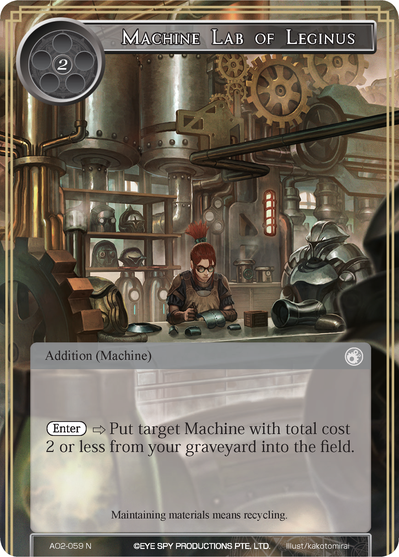 2
Machine Lab of Leginus
Addition (Machine)
Enter ⇨ Put target Machine with total cost
2 or less from your graveyard into the field.
Maintaining materials means recycling.
A02-059 N ©EYE SPY PRODUCTIONS PTE. LTD. Illust/kakotomirai